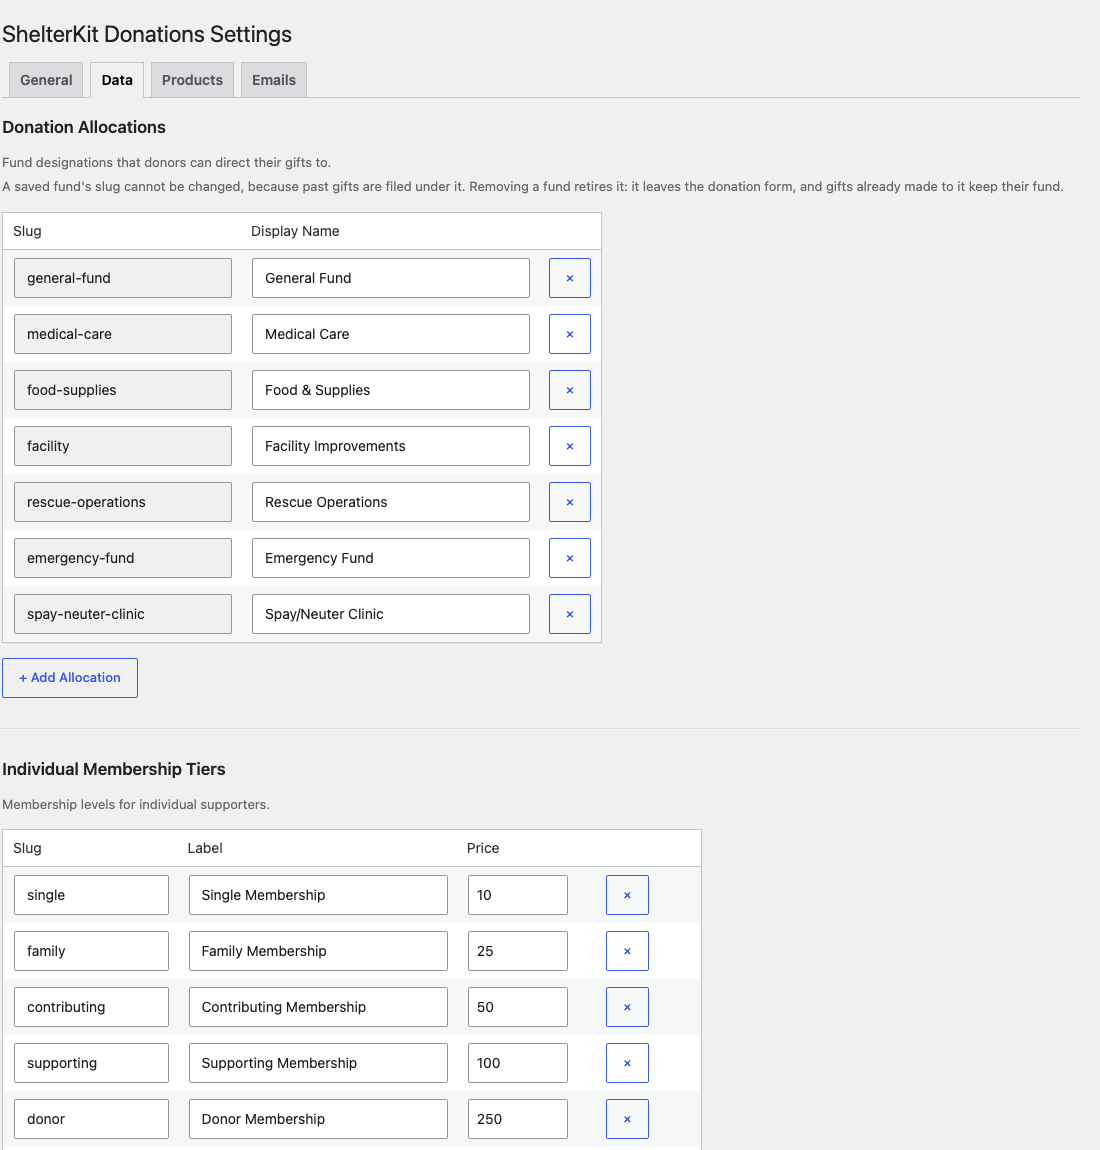 ShelterKit Donations Settings
General Data Products Emails
Donation Allocations
Fund designations that donors can direct their gifts to.
A saved fund's slug cannot be changed, because past gifts are filed under it. Removing a fund retires it: it leaves the donation form, and gifts already made to it keep their fund.
Slug Display Name
general-fund General Fund ×
medical-care Medical Care ×
food-supplies Food & Supplies ×
facility Facility Improvements ×
rescue-operations Rescue Operations ×
emergency-fund Emergency Fund ×
spay-neuter-clinic Spay/Neuter Clinic ×
+ Add Allocation
Individual Membership Tiers
Membership levels for individual supporters.
Slug Label Price
single Single Membership 10 ×
family Family Membership 25 ×
contributing Contributing Membership 50 ×
supporting Supporting Membership 100 ×
donor Donor Membership 250 ×